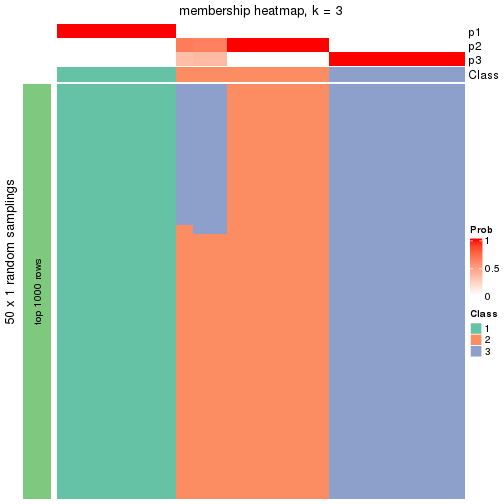 membership heatmap, k = 3
p1
p2
p3
Class
50 x 1 random samplings
top 1000 rows
Prob
1
0.5
0
Class
1
2
3